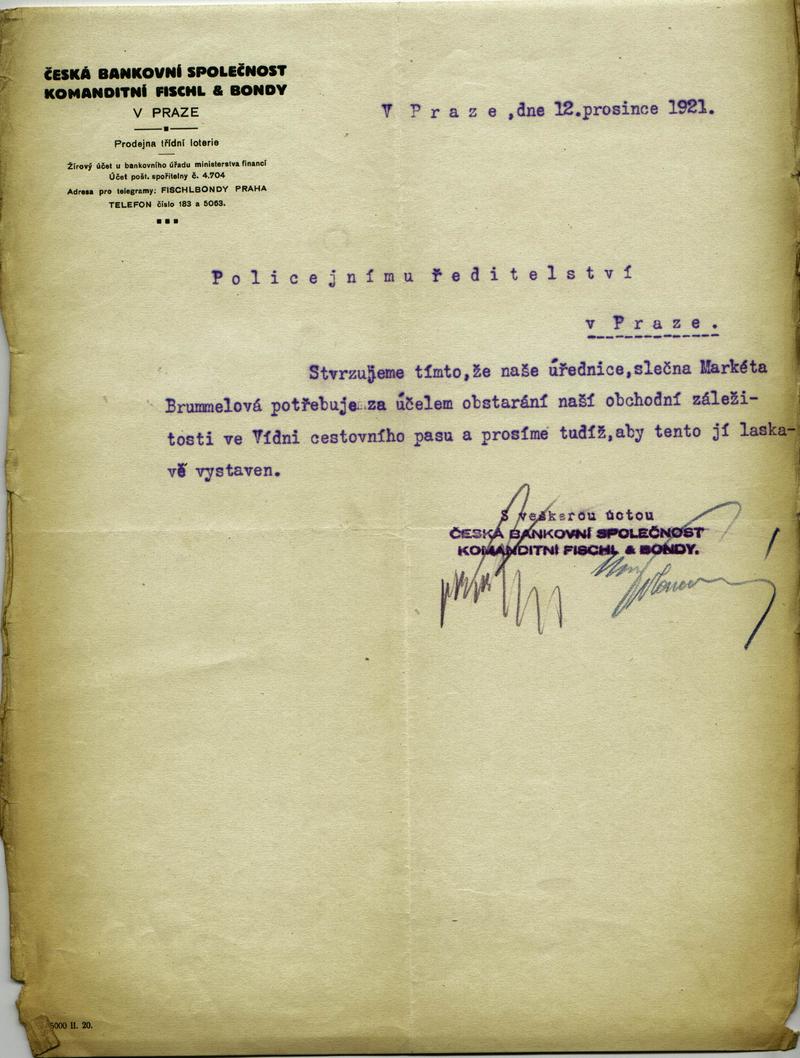 ČESKÁ BANKOVNÍ SPOLEČNOST
KOMANDITNÍ FISCHL & BONDY
V PRAZE
Prodejna třídní loterie
Žirový účet u bankovního úřadu ministerstva financí
Účet pošt. spořitelny č. 4.704
Adresa pro telegramy: FISCHLBONDY PRAHA
TELEFON číslo 183 a 5063.
V Praze, dne 12.prosince 1921.
Policejnímu ředitelství
v Praze.
Stvrzujeme tímto, že naše úřednice, slečna Markéta
Brummelová potřebuje za účelem obstarání naší obchodní záleži-
tosti ve Vídni cestovního pasu a prosíme tudíž, aby tento jí laska-
vě vystaven.
S veškerou úctou
ČESKÁ BANKOVNÍ SPOLEČNOST
KOMANDITNÍ FISCHL & BONDY.
5000 II. 20.